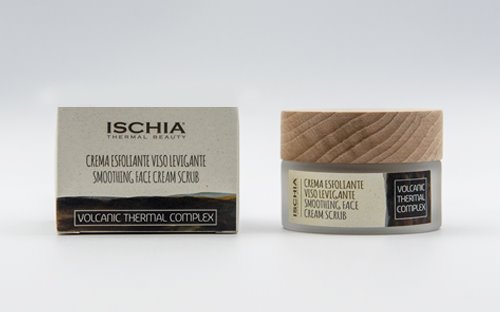 ISCHIA®
THERMAL BEAUTY
CREMA ESFOLIANTE VISO LEVIGANTE
SMOOTHING FACE CREAM SCRUB
VOLCANIC THERMAL COMPLEX
ISCHIA
CREMA ESFOLIANTE
VISO LEVIGANTE
SMOOTHING FACE
CREAM SCRUB
VOLCANIC
THERMAL
COMPLEX